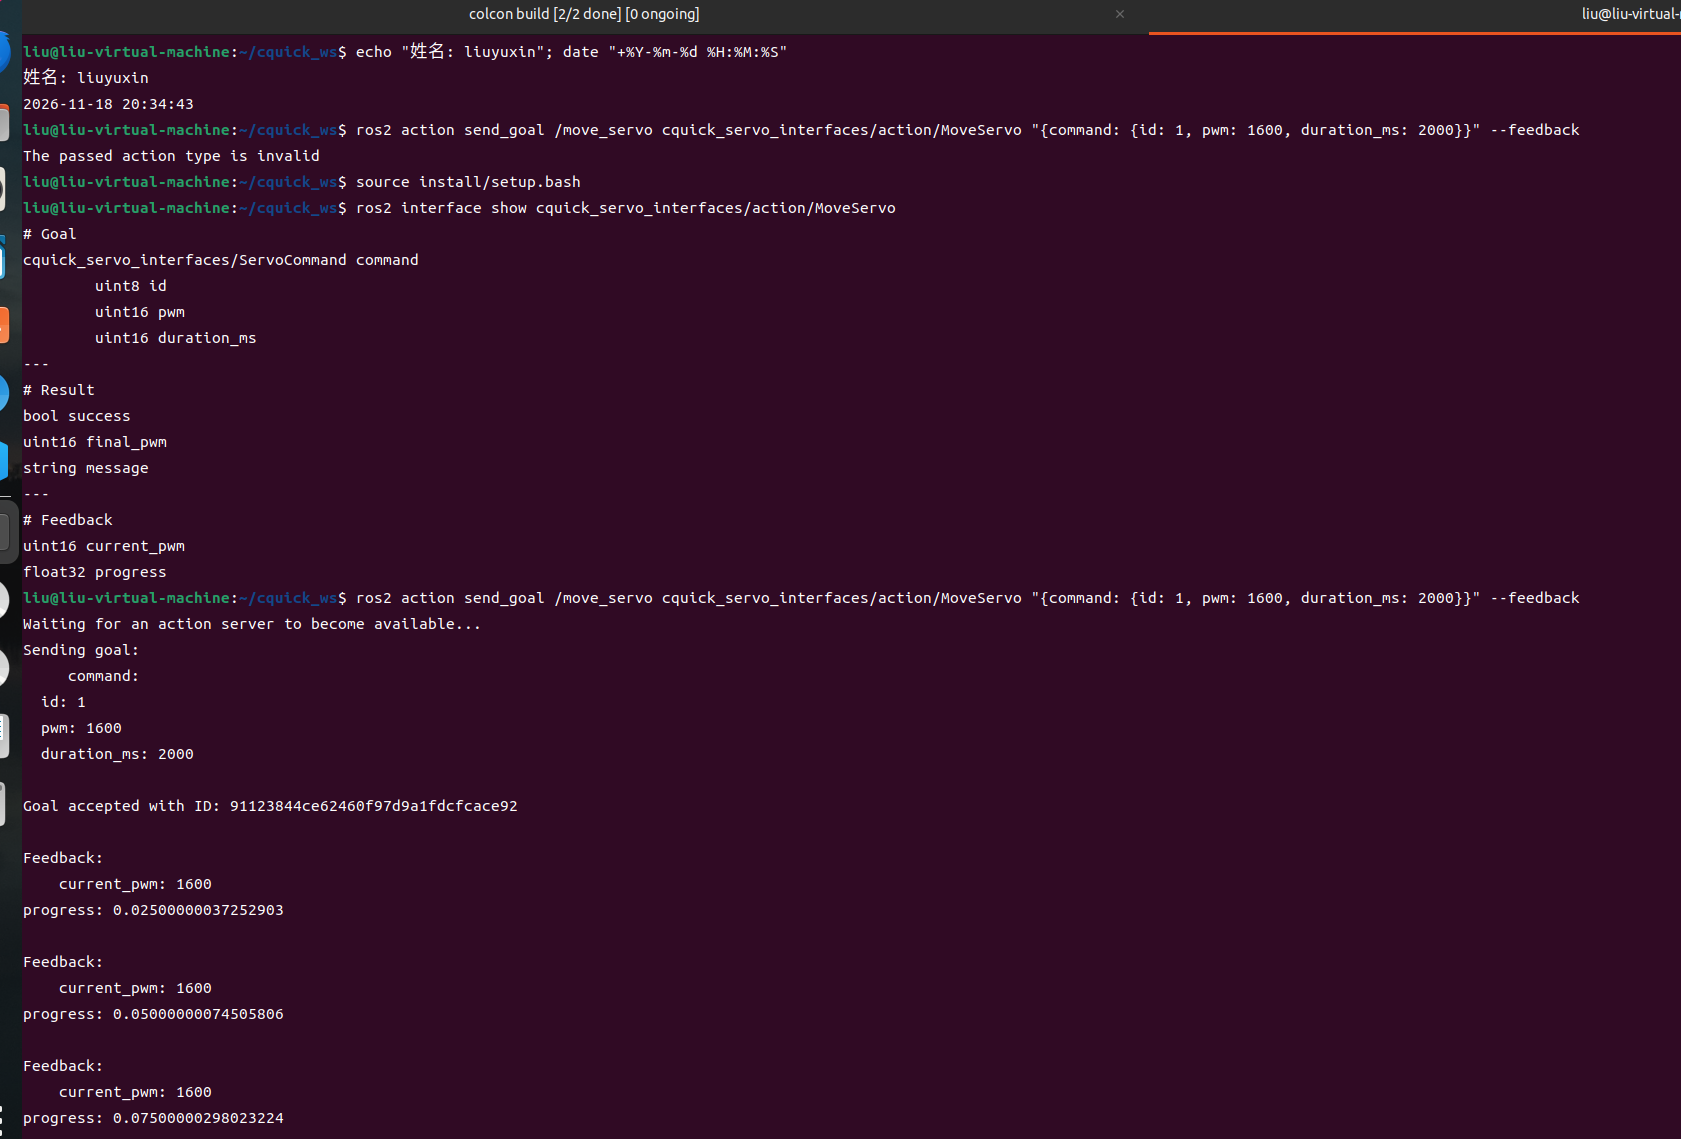 colcon build [2/2 done] [0 ongoing]
liu@liu-virtual-
liu@liu-virtual-machine:~/cquick_ws$ echo "姓名: liuyuxin"; date "+%Y-%m-%d %H:%M:%S"
姓名: liuyuxin
2026-11-18 20:34:43
liu@liu-virtual-machine:~/cquick_ws$ ros2 action send_goal /move_servo cquick_servo_interfaces/action/MoveServo "{command: {id: 1, pwm: 1600, duration_ms: 2000}}" --feedback
The passed action type is invalid
liu@liu-virtual-machine:~/cquick_ws$ source install/setup.bash
liu@liu-virtual-machine:~/cquick_ws$ ros2 interface show cquick_servo_interfaces/action/MoveServo
# Goal
cquick_servo_interfaces/ServoCommand command
uint8 id
uint16 pwm
uint16 duration_ms
---
# Result
bool success
uint16 final_pwm
string message
---
# Feedback
uint16 current_pwm
float32 progress
liu@liu-virtual-machine:~/cquick_ws$ ros2 action send_goal /move_servo cquick_servo_interfaces/action/MoveServo "{command: {id: 1, pwm: 1600, duration_ms: 2000}}" --feedback
Waiting for an action server to become available...
Sending goal:
command:
id: 1
pwm: 1600
duration_ms: 2000
Goal accepted with ID: 91123844ce62460f97d9a1fdcfcace92
Feedback:
current_pwm: 1600
progress: 0.02500000037252903
Feedback:
current_pwm: 1600
progress: 0.05000000074505806
Feedback:
current_pwm: 1600
progress: 0.07500000298023224